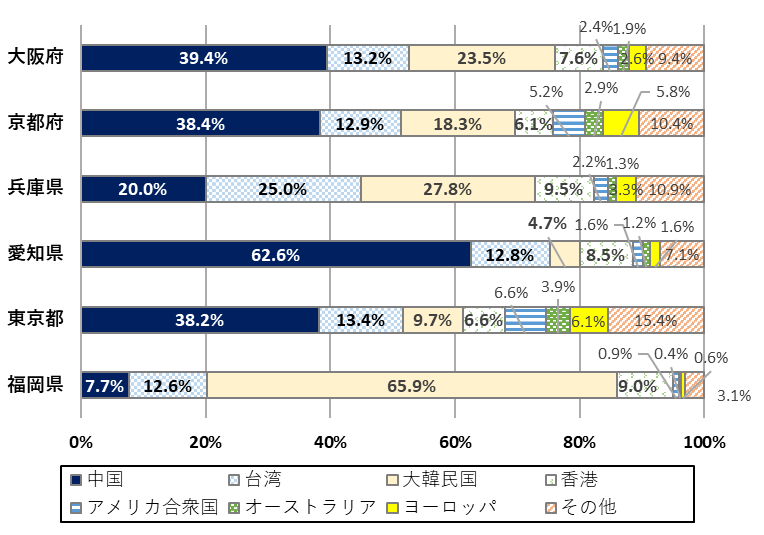 2.4% 1.9%
大阪府 39.4% 13.2% 23.5% 7.6% 2.6% 9.4%
5.2% 2.9% 5.8%
京都府 38.4% 12.9% 18.3% 6.1% 10.4%
2.2% 1.3%
兵庫県 20.0% 25.0% 27.8% 9.5% 3.3% 10.9%
4.7% 1.6% 1.2% 1.6%
愛知県 62.6% 12.8% 8.5% 7.1%
6.6% 3.9%
東京都 38.2% 13.4% 9.7% 6.6% 6.1% 15.4%
0.9% 0.4% 0.6%
福岡県 7.7% 12.6% 65.9% 9.0% 3.1%
0% 20% 40% 60% 80% 100%
中国 台湾 大韓民国 香港
アメリカ合衆国 オーストラリア ヨーロッパ その他